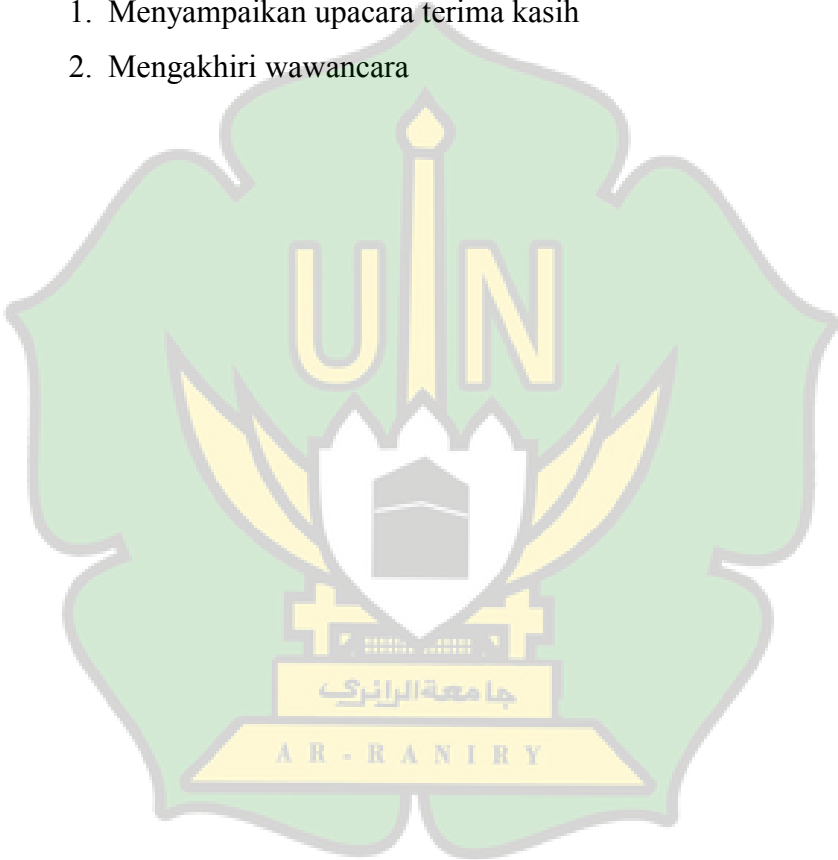 1. Menyampaikan upacara terima kasih
2. Mengakhiri wawancara
UIN
جامعة الرانري
AR-RANIRY